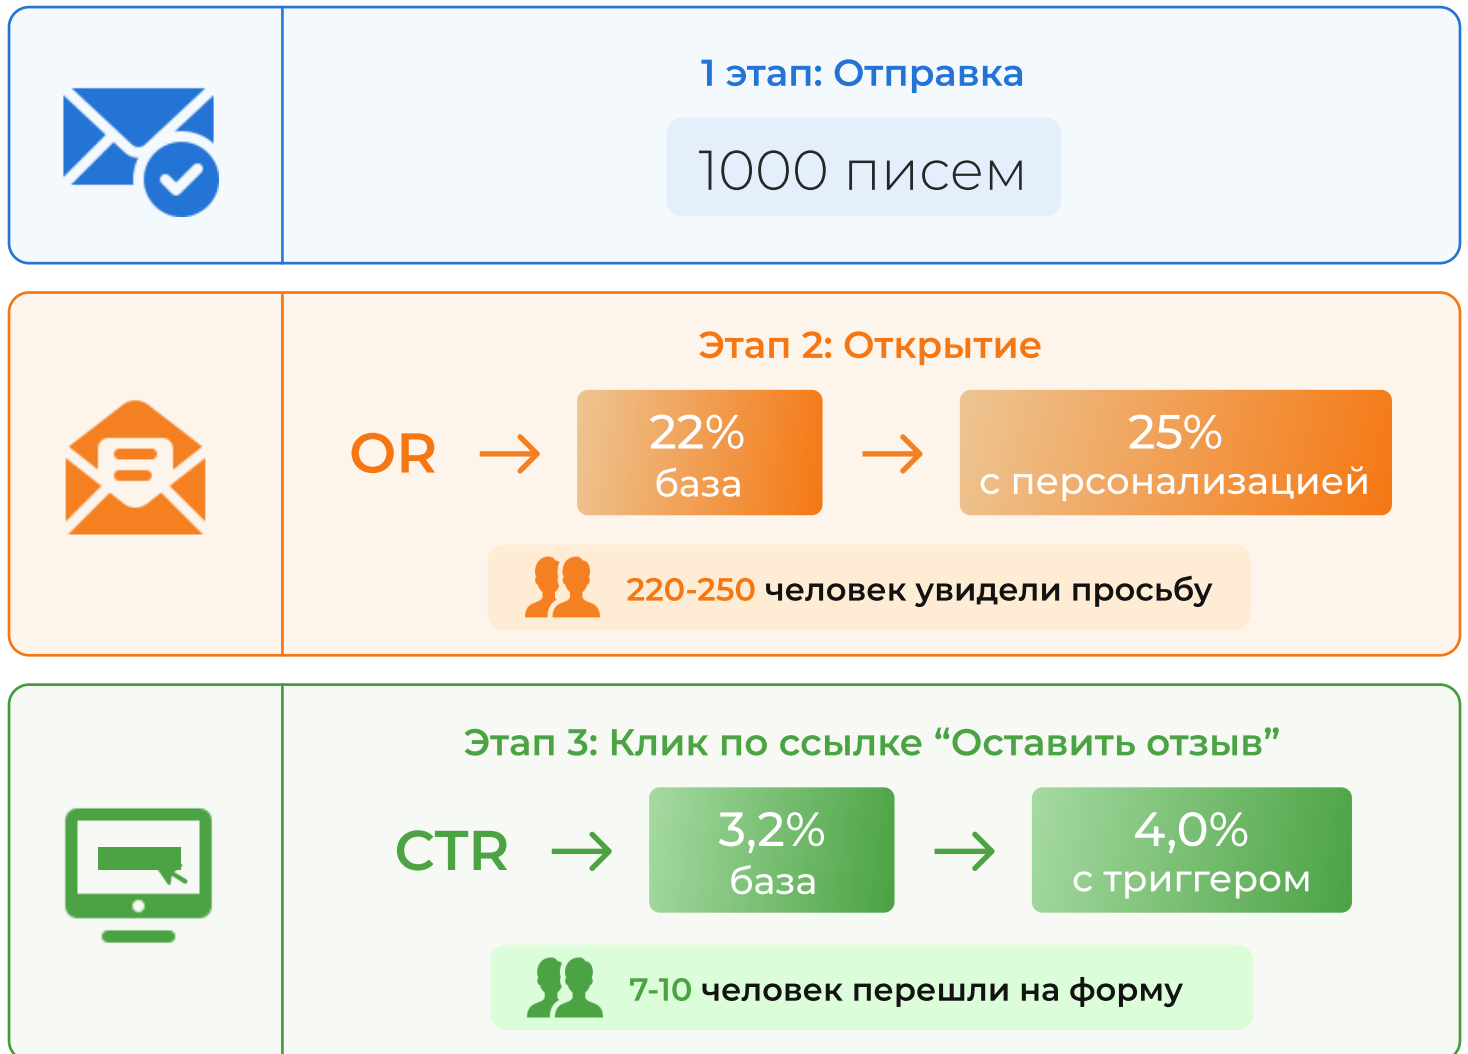 1 этап: Отправка
1000 писем
Этап 2: Открытие
OR
22%
база
25%
с персонализацией
220-250 человек увидели просьбу
Этап 3: Клик по ссылке “Оставить отзыв”
CTR
3,2%
база
4,0%
с триггером
7-10 человек перешли на форму